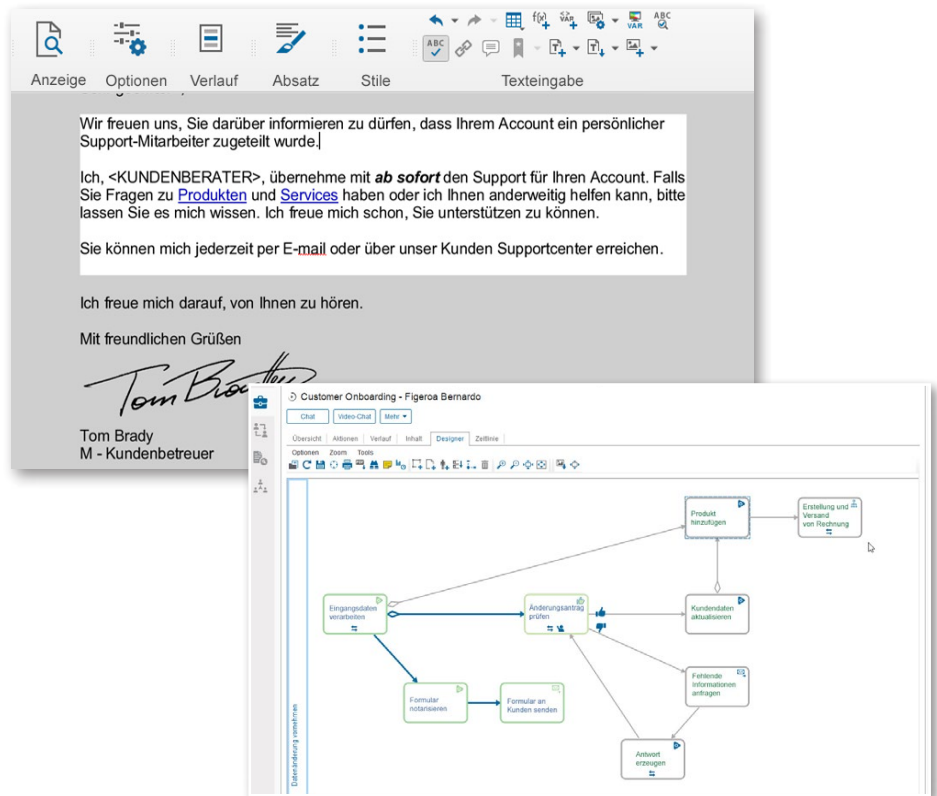 ABC
f(x)
VAR
VAR
ABC
Anzeige
Optionen
Verlauf
Absatz
Stile
Texteingabe
Wir freuen uns, Sie darüber informieren zu dürfen, dass Ihrem Account ein persönlicher
Support-Mitarbeiter zugeteilt wurde.
Ich, <KUNDENBERATER>, übernehme mit ab sofort den Support für Ihren Account. Falls
Sie Fragen zu Produkten und Services haben oder ich Ihnen anderweitig helfen kann, bitte
lassen Sie es mich wissen. Ich freue mich schon, Sie unterstützen zu können.
Sie können mich jederzeit per E-mail oder über unser Kunden Supportcenter erreichen.
Ich freue mich darauf, von Ihnen zu hören.
Mit freundlichen Grüßen
Tom Brady
M - Kundenbetreuer
Customer Onboarding - Figeroa Bernardo
Chat
Video-Chat
Mehr
Übersicht
Aktionen
Verlauf
Inhalt
Designer
Zeitlinie
Optionen
Zoom
Tools
Produkt
hinzufügen
Erstellung und
Versand
von Rechnung
Eingangsdaten
verarbeiten
Änderungsantrag
prüfen
Kundendaten
aktualisieren
Fehlende
Informationen
anfragen
Formular
notarisieren
Formular an
Kunden senden
Antwort
erzeugen
Datenänderung vornehmen